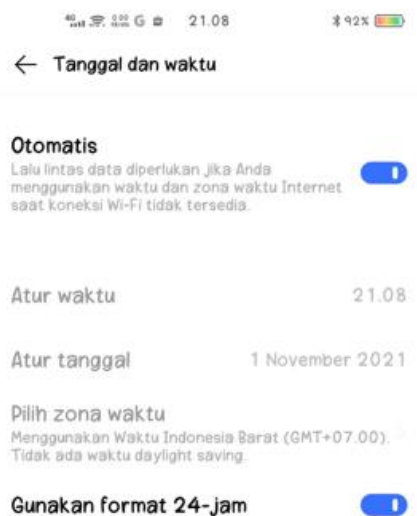 21.08
92%
Tanggal dan waktu
Otomatis
Lalu lintas data diperlukan jika Anda
menggunakan waktu dan zona waktu Internet
saat koneksi Wi-Fi tidak tersedia.
Atur waktu 21.08
Atur tanggal 1 November 2021
Pilih zona waktu
Menggunakan Waktu Indonesia Barat (GMT+07.00).
Tidak ada waktu daylight saving.
Gunakan format 24-jam